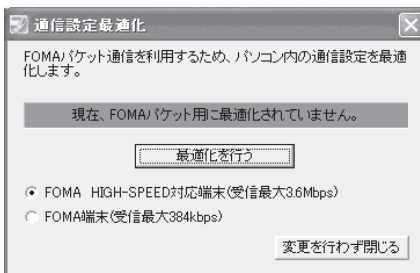 通信設定最適化
FOMAパケット通信を利用するため、パソコン内の通信設定を最適
化します。
現在、FOMAパケット用に最適化されていません。
最適化を行う
FOMA HIGH-SPEED対応端末(受信最大3.6Mbps)
FOMA端末(受信最大384kbps)
変更を行わず閉じる